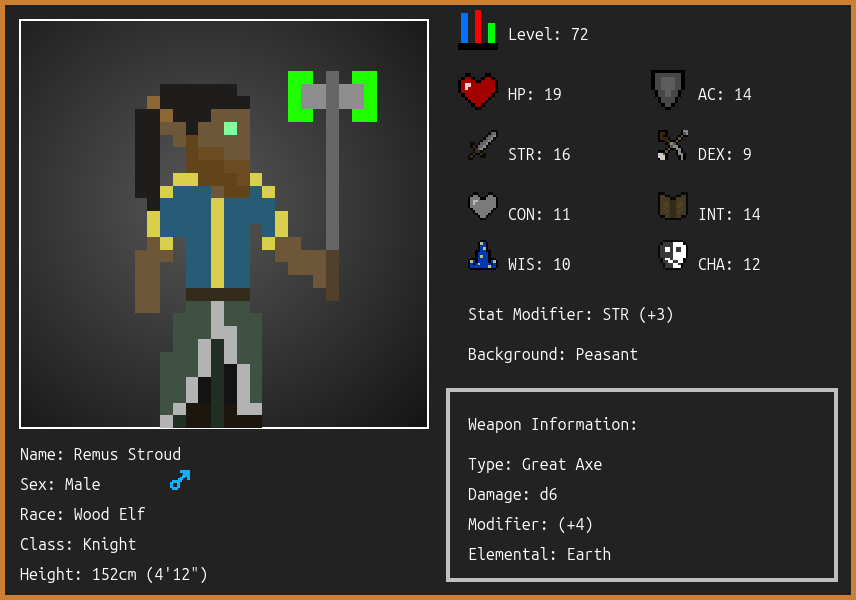 Level: 72
HP: 19
AC: 14
STR: 16
DEX: 9
CON: 11
INT: 14
WIS: 10
CHA: 12
Stat Modifier: STR (+3)
Background: Peasant
Weapon Information:
Type: Great Axe
Damage: d6
Modifier: (+4)
Elemental: Earth
Name: Remus Stroud
Sex: Male
Race: Wood Elf
Class: Knight
Height: 152cm (4'12")